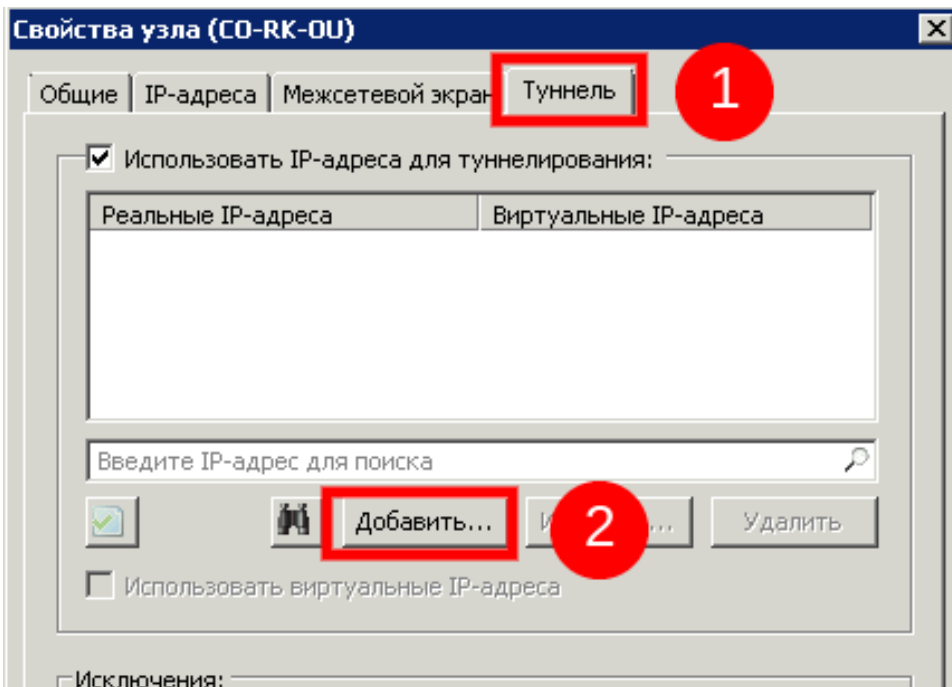 Свойства узла (CO-RK-OU)
Общие IP-адреса Межсетевой экран Туннель 1
Использовать IP-адреса для туннелирования:
Реальные IP-адреса Виртуальные IP-адреса
Введите IP-адрес для поиска
Добавить... 2 Удалить
Использовать виртуальные IP-адреса
Исключения: